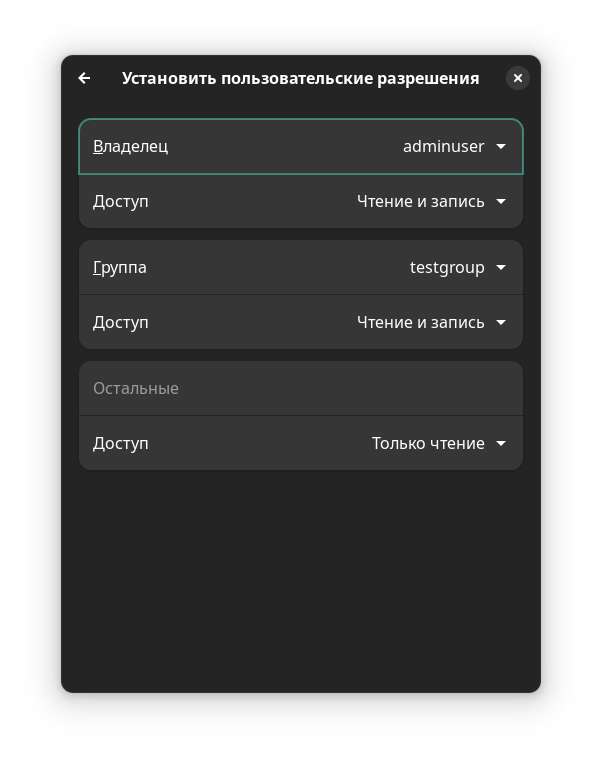 Установить пользовательские разрешения
Владелец adminuser
Доступ Чтение и запись
Группа testgroup
Доступ Чтение и запись
Остальные
Доступ Только чтение